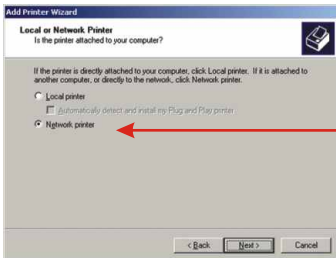 Add Printer Wizard
Local or Network Printer
Is the printer attached to your computer?
If the printer is directly attached to your computer, click Local printer. If it is attached to
another computer, or directly to the network, click Network printer.
Local printer
Automatically detect and install my Plug and Play printer
Network printer
< Back
Next >
Cancel